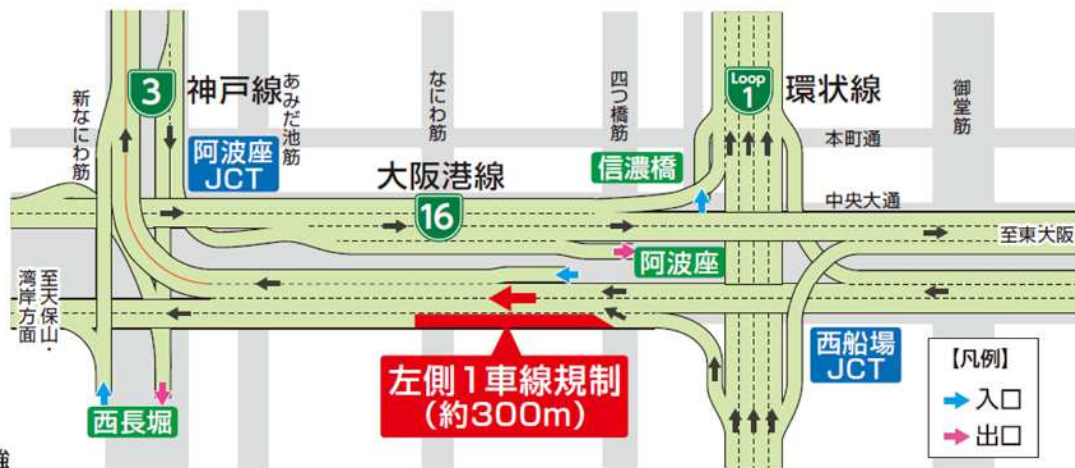 3
神戸線
Loop
1
環状線
新なにわ筋
あみだ池筋
なにわ筋
四つ橋筋
御堂筋
本町通
阿波座
JCT
大阪港線
16
信濃橋
中央大通
阿波座
至東大阪
至天保山・
湾岸方面
左側1車線規制
(約300m)
西船場
JCT
西長堀
【凡例】
入口
出口
強